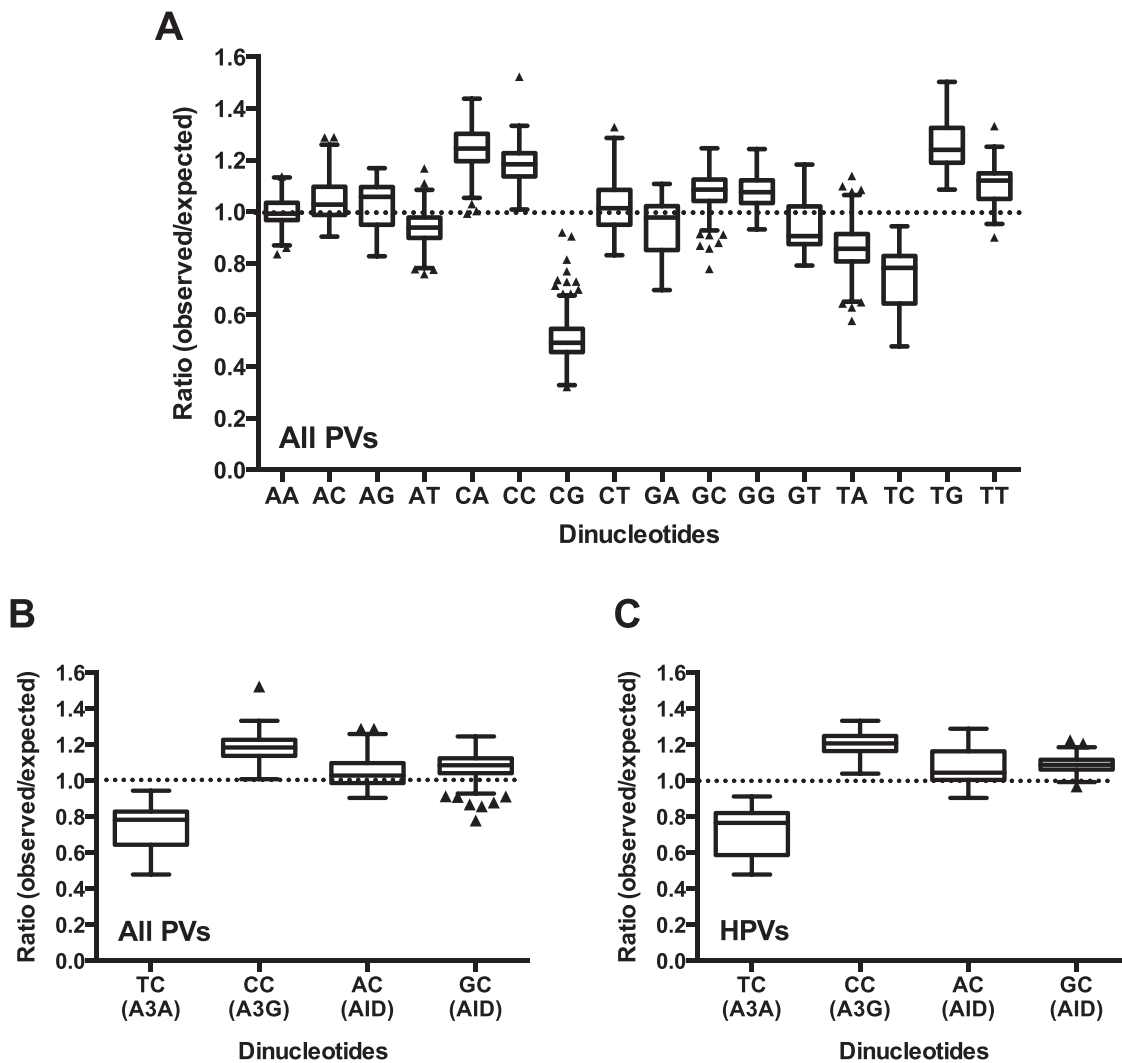 A
1.6
1.4
1.2
1.0
0.8
0.6
0.4
0.2
0.0
Ratio (observed/expected)
All PVs
AA AC AG AT CA CC CG CT GA GC GG GT TA TC TG TT
Dinucleotides
B
1.6
1.4
1.2
1.0
0.8
0.6
0.4
0.2
0.0
Ratio (observed/expected)
All PVs
TC CC AC GC
(A3A) (A3G) (AID) (AID)
Dinucleotides
C
1.6
1.4
1.2
1.0
0.8
0.6
0.4
0.2
0.0
Ratio (observed/expected)
HPVs
TC CC AC GC
(A3A) (A3G) (AID) (AID)
Dinucleotides